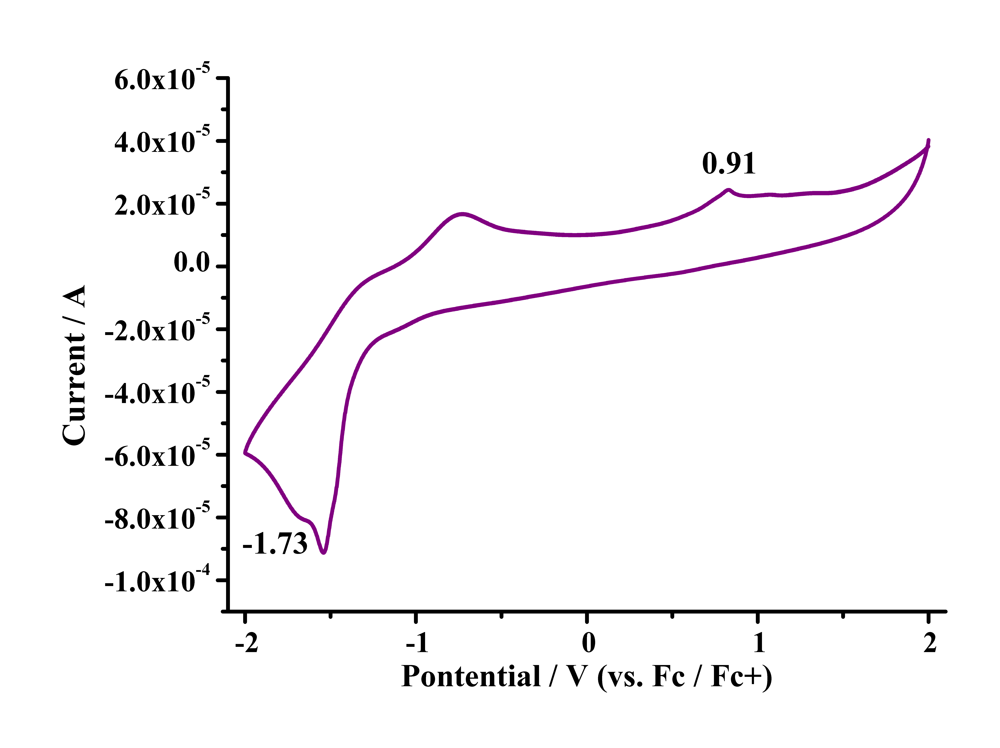 6.0x10-5
4.0x10-5
0.91
2.0x10-5
0.0
-2.0x10-5
-4.0x10-5
-6.0x10-5
-8.0x10-5
-1.73
-1.0x10-4
Current / A
-2 -1 0 1 2
Pontential / V (vs. Fc / Fc+)